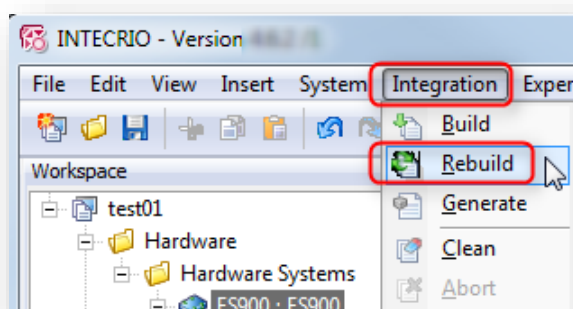 INTECRIO - Version
File Edit View Insert System Integration Exper
Build
Workspace
Rebuild
test01
Generate
Hardware
Clean
Hardware Systems
Abort
ES900 : ES900